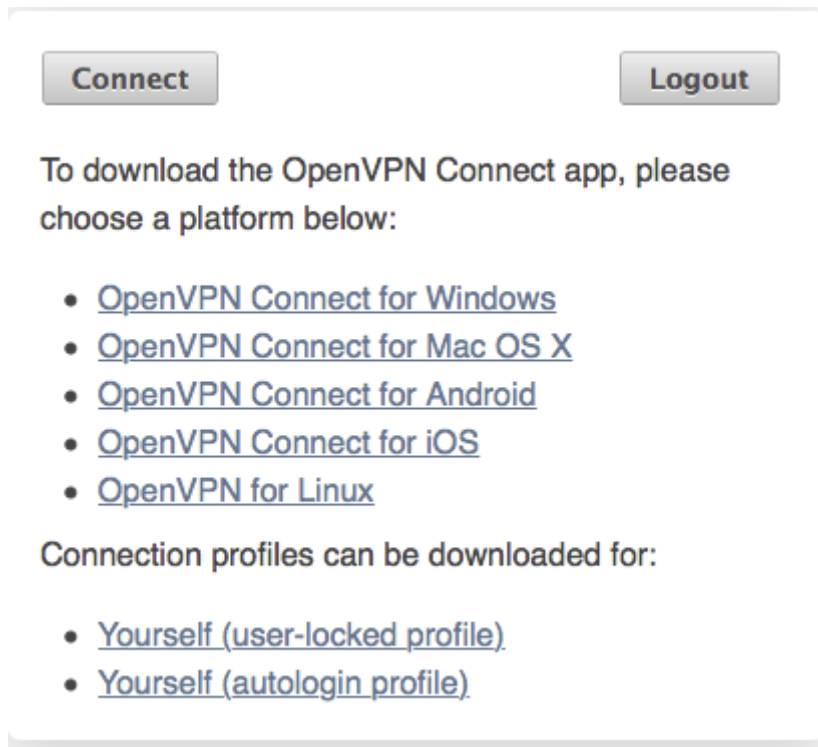 Connect
Logout
To download the OpenVPN Connect app, please
choose a platform below:
OpenVPN Connect for Windows
OpenVPN Connect for Mac OS X
OpenVPN Connect for Android
OpenVPN Connect for iOS
OpenVPN for Linux
Connection profiles can be downloaded for:
Yourself (user-locked profile)
Yourself (autologin profile)